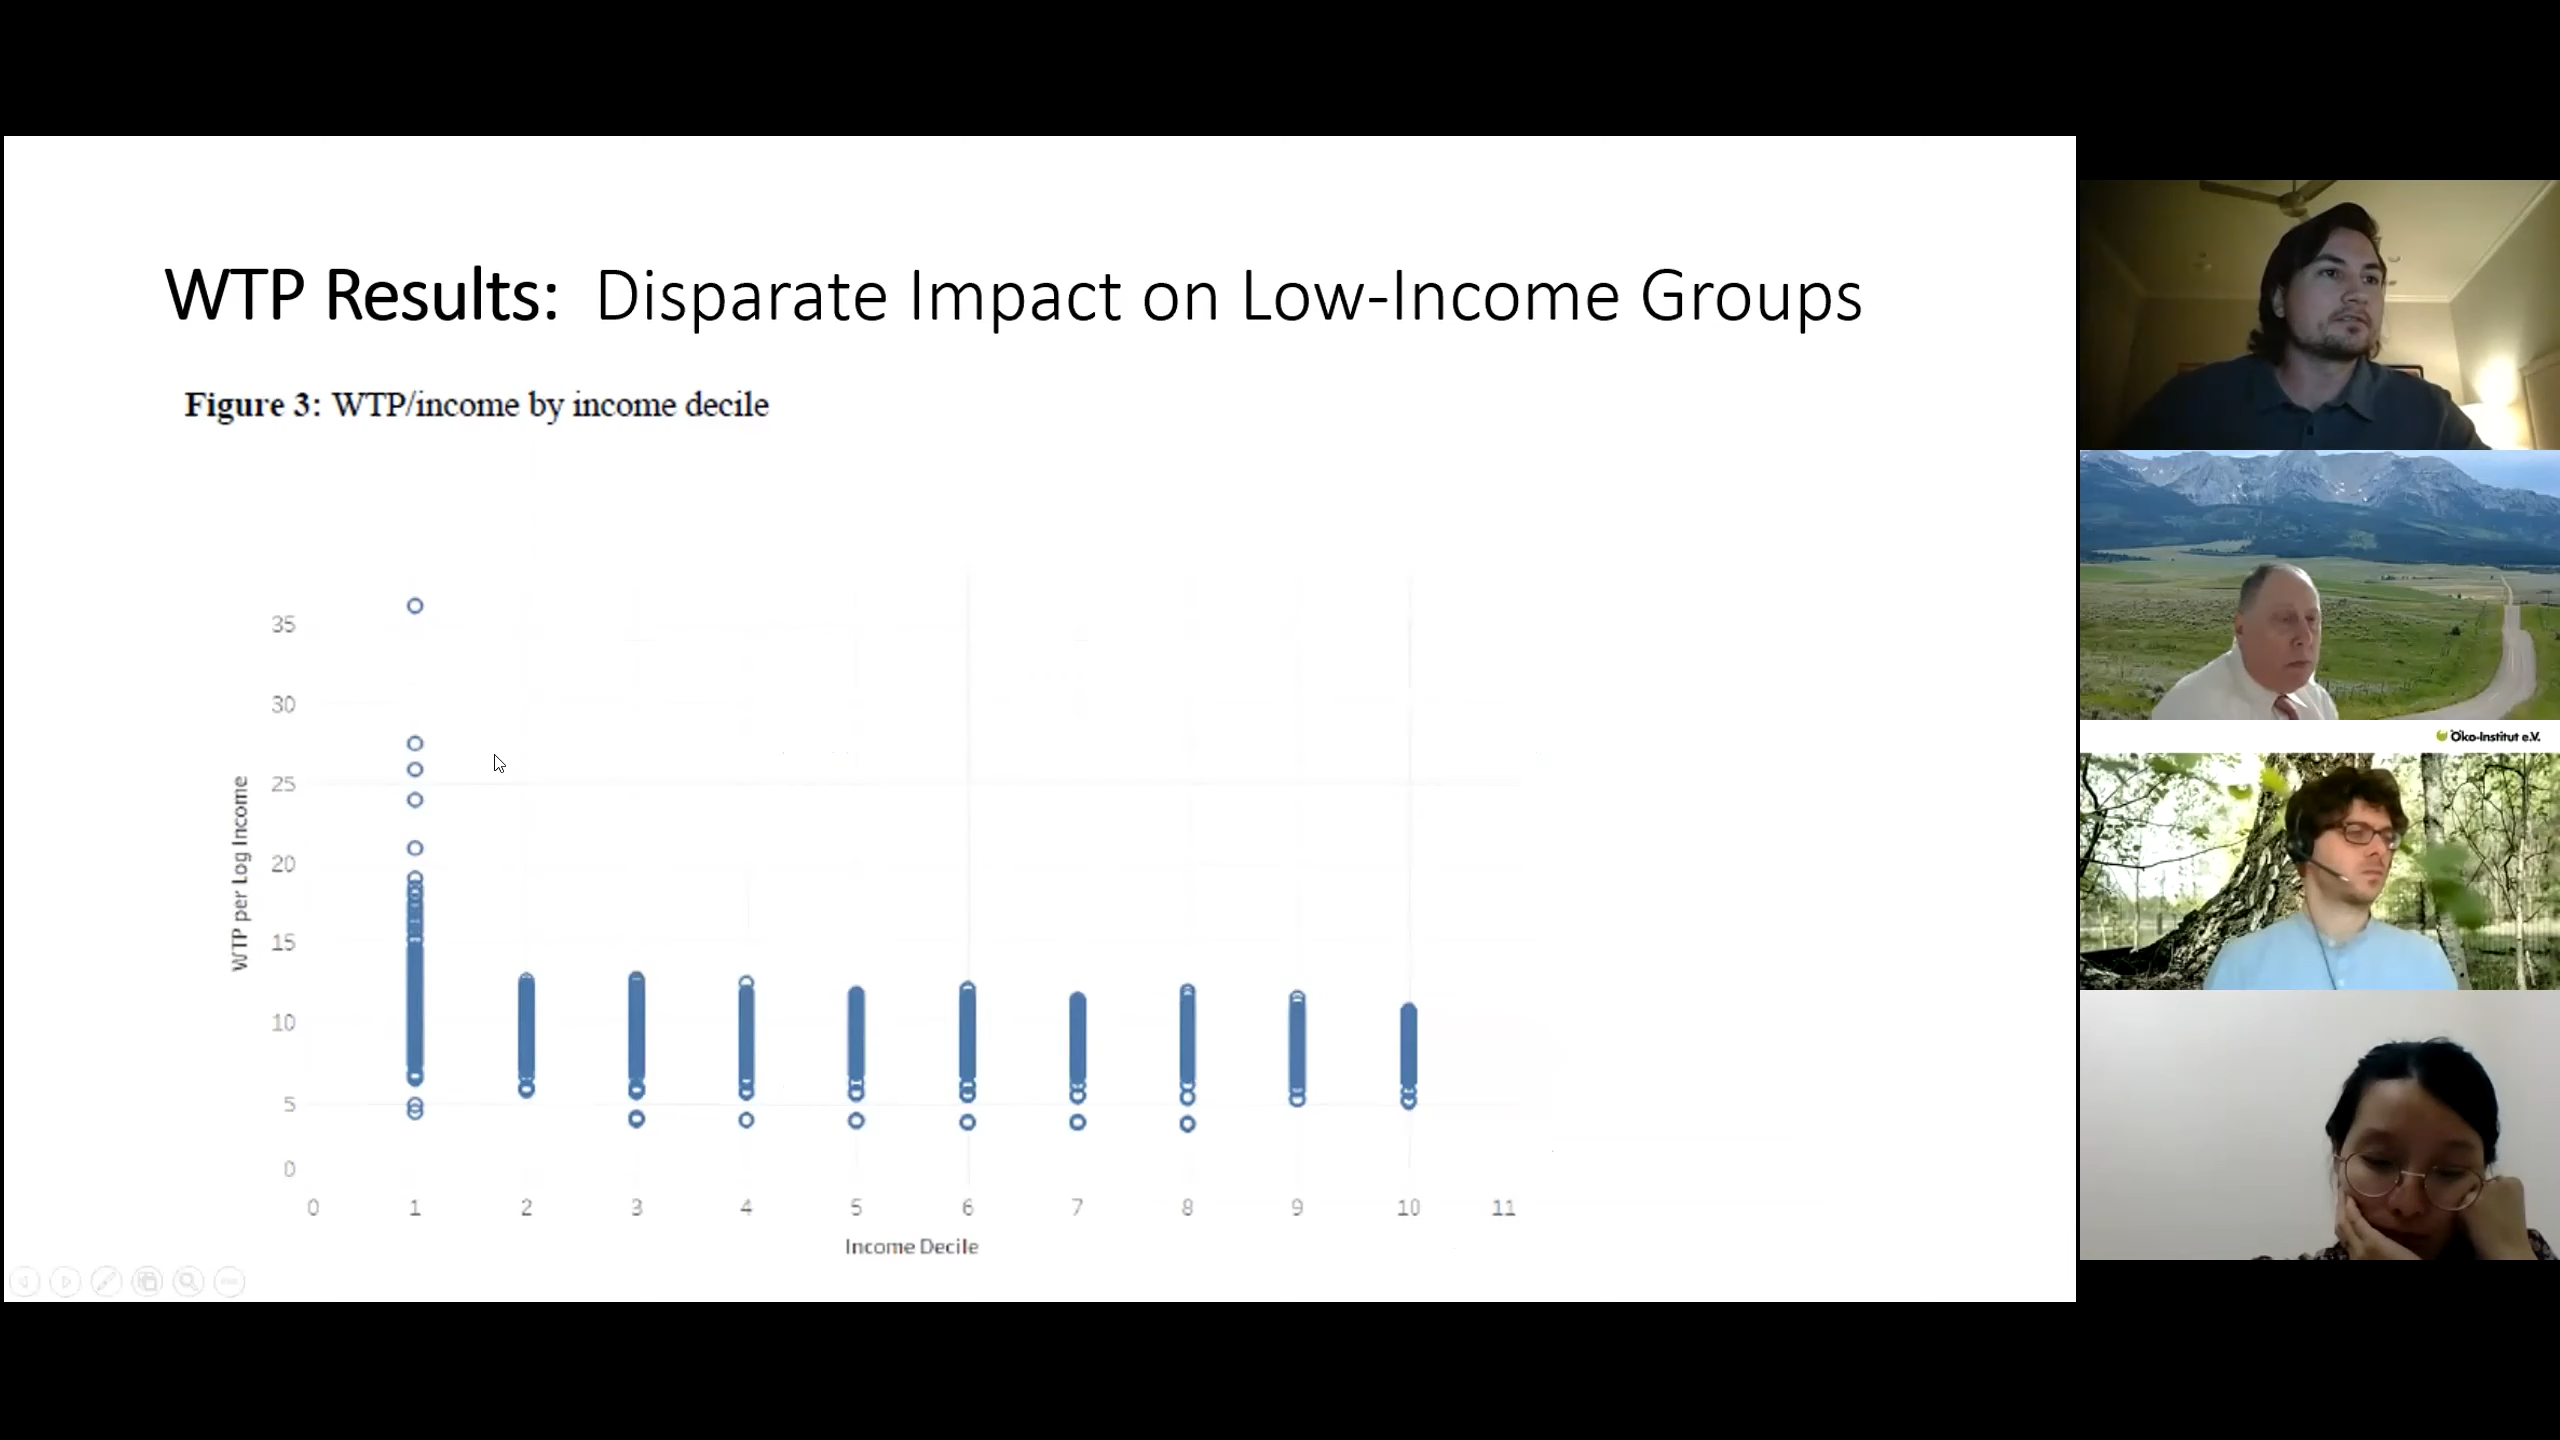 WTP Results: Disparate Impact on Low-Income Groups
Figure 3: WTP/income by income decile
35
30
25
20
15
10
5
0
WTP per Log Income
0 1 2 3 4 5 6 7 8 9 10 11
Income Decile
Öko-Institut e.V.